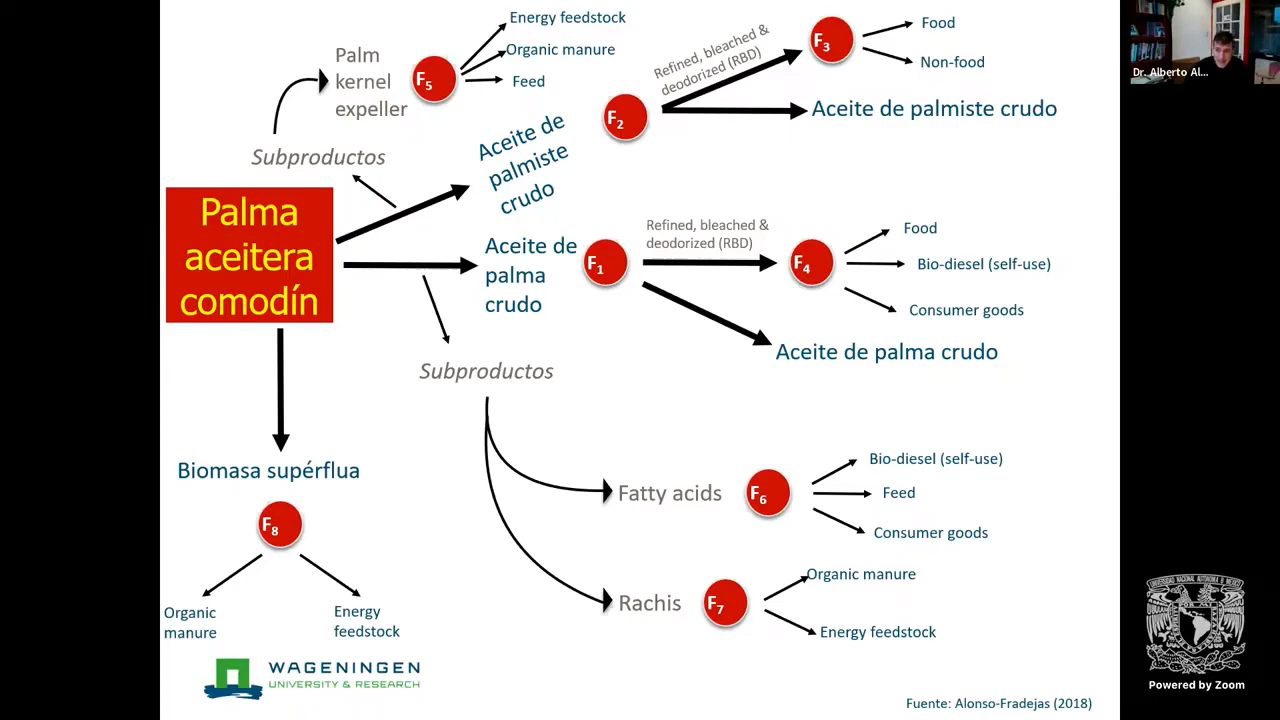 Energy feedstock
Organic manure
Feed
Palm
kernel
expeller
F5
Subproductos
Palma
aceitera
comodín
Aceite de
palmiste
crudo
F2
Refined, bleached &
deodorized (RBD)
F3
Food
Non-food
Aceite de palmiste crudo
Aceite de
palma
crudo
F1
Refined, bleached &
deodorized (RBD)
F4
Food
Bio-diesel (self-use)
Consumer goods
Aceite de palma crudo
Subproductos
Fatty acids
F6
Bio-diesel (self-use)
Feed
Consumer goods
Rachis
F7
Organic manure
Energy feedstock
Biomasa supérflua
F8
Organic
manure
Energy
feedstock
WAGENINGEN
UNIVERSITY & RESEARCH
Fuente: Alonso-Fradejas (2018)
Dr. Alberto Al...
Powered by Zoom